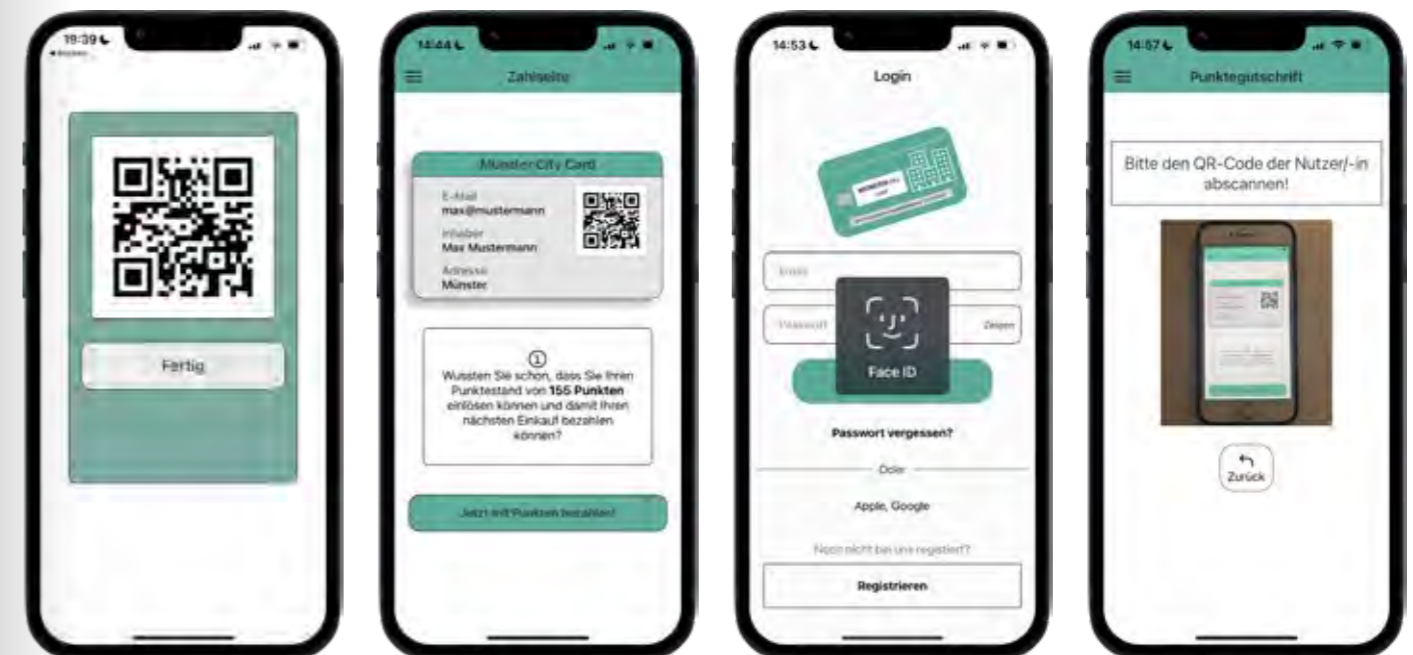 19:39
Fertig
14:44
Zahlseite
Münster City Card
E-Mail
max@mustermann
Inhaber
Max Mustermann
Adresse
Münster
Wussten Sie schon, dass Sie Ihren
Punktestand von 155 Punkten
einlösen können und damit Ihren
nächsten Einkauf bezahlen
können?
Jetzt mit Punkten bezahlen!
14:53
Login
MÜNSTER
Email
Passwort
Zeigen
Face ID
Passwort vergessen?
Oder
Apple, Google
Noch nicht bei uns registiert?
Registrieren
14:57
Punktegutschrift
Bitte den QR-Code der Nutzer/-in
abscannen!
Zurück